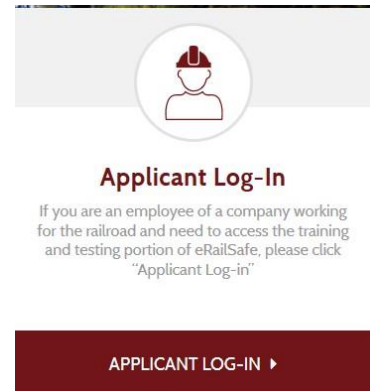 Applicant Log-In
If you are an employee of a company working
for the railroad and need to access the training
and testing portion of eRailSafe, please click
“Applicant Log-in”
APPLICANT LOG-IN